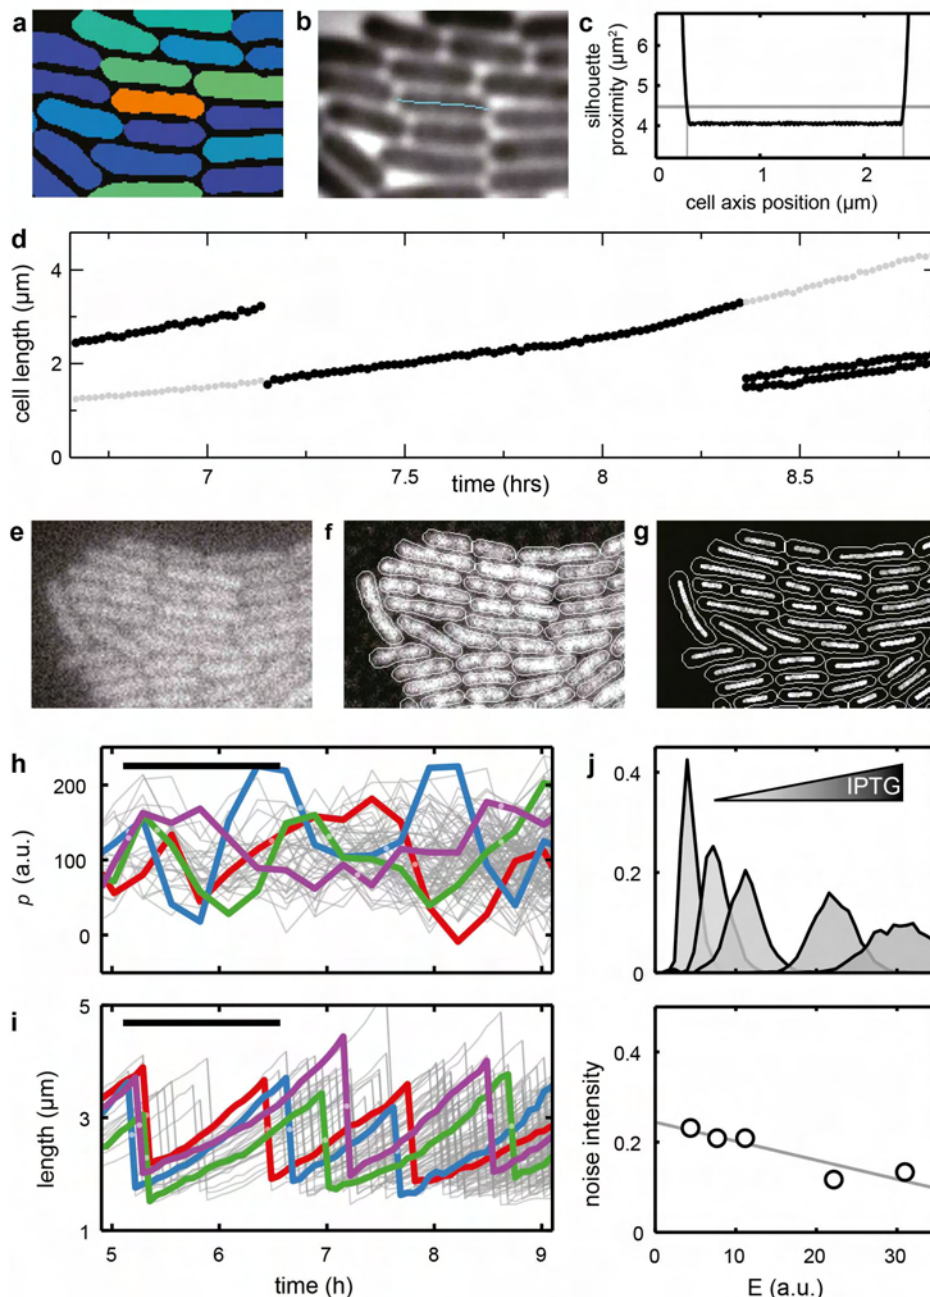 a
b
c
silhouette
proximity (µm²)
6
5
4
0
1
2
cell axis position (µm)
d
cell length (µm)
4
2
0
7
7.5
8
8.5
time (hrs)
e
f
g
h
p (a.u.)
200
100
0
j
0.4
0.2
0
IPTG
i
length (µm)
5
3
1
5
6
7
8
9
time (h)
noise intensity
0.4
0.2
0
0
10
20
30
E (a.u.)